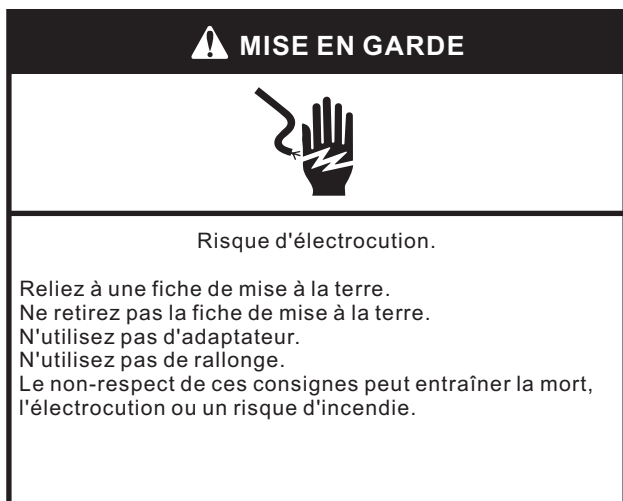 MISE EN GARDE
Risque d'électrocution.
Reliez à une fiche de mise à la terre.
Ne retirez pas la fiche de mise à la terre.
N'utilisez pas d'adaptateur.
N'utilisez pas de rallonge.
Le non-respect de ces consignes peut entraîner la mort,
l'électrocution ou un risque d'incendie.